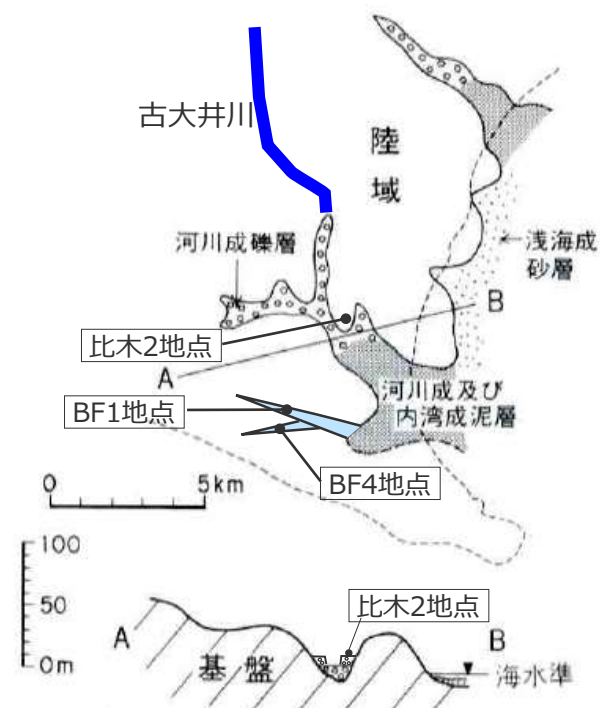 古大井川
陸
域
河川成礫層
浅海成
砂層
B
比木2地点
A
河川成及び
内湾成泥層
BF1地点
BF4地点
0 5km
100
50
0m
A
基盤
比木2地点
B
海水準